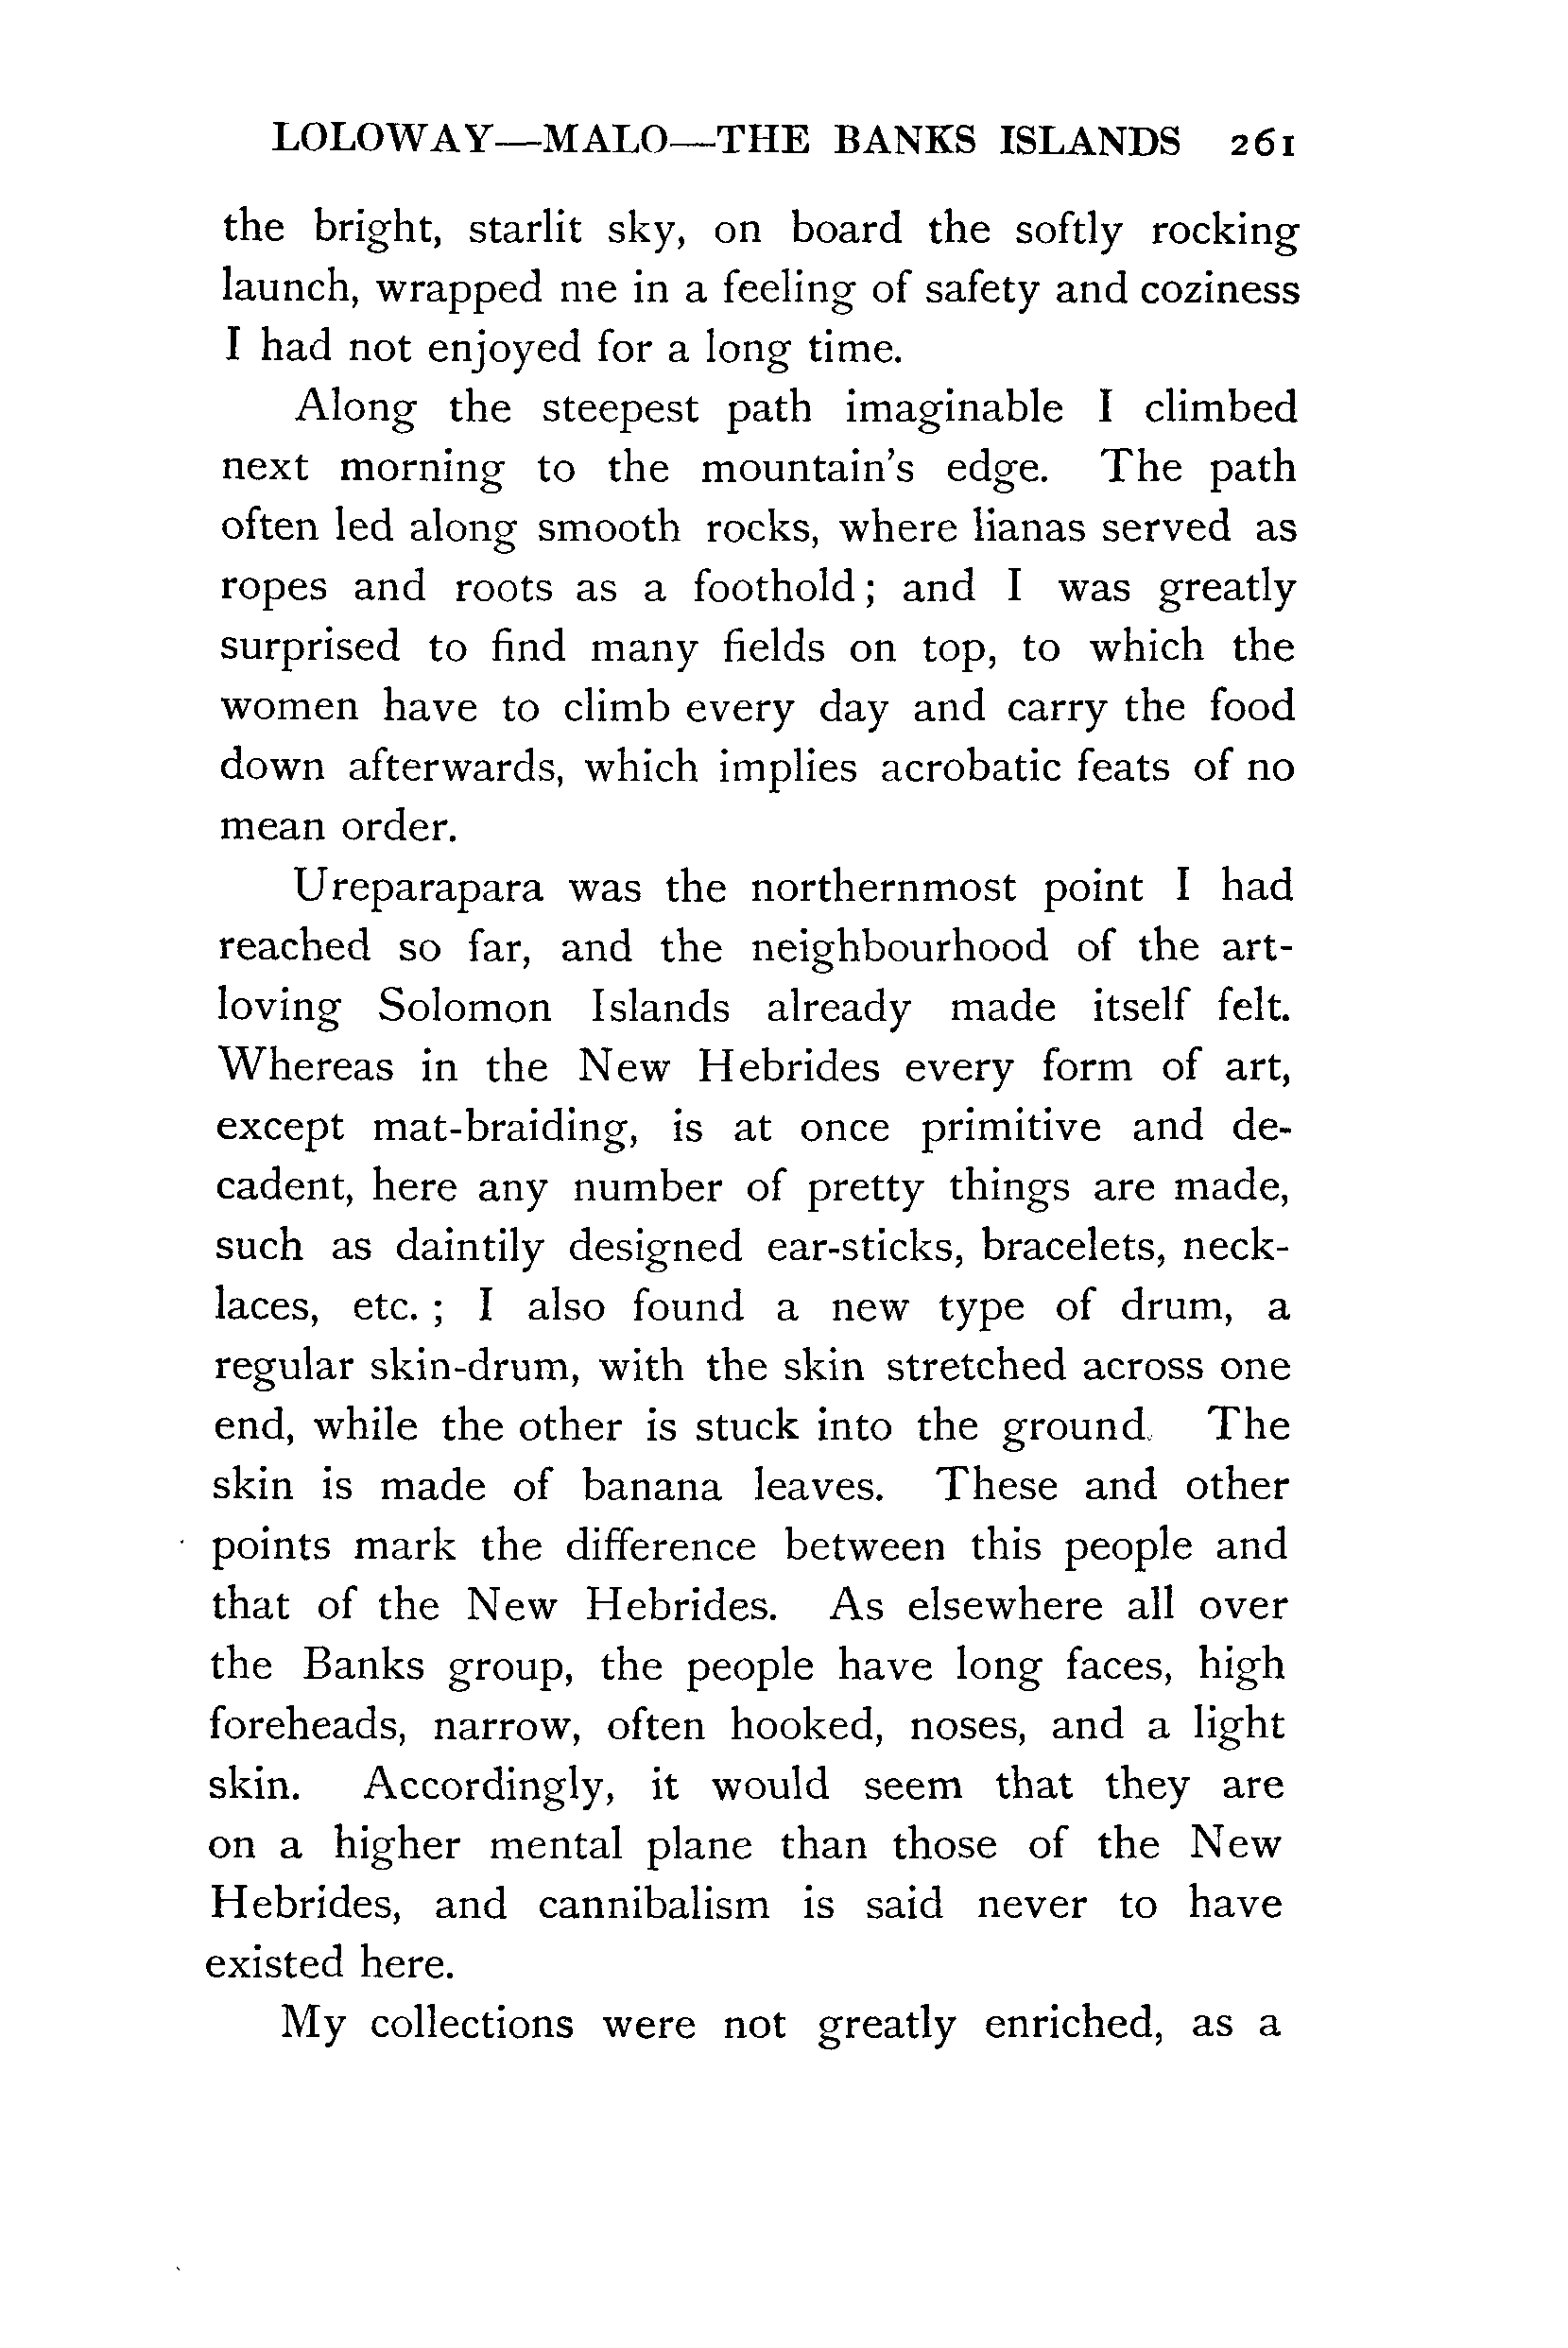 LOLOWAY—MALO—THE BANKS ISLANDS 261
the bright, starlit sky, on board the softly rocking
launch, wrapped me in a feeling of safety and coziness
I had not enjoyed for a long time.
Along the steepest path imaginable I climbed
next morning to the mountain's edge. The path
often led along smooth rocks, where lianas served as
ropes and roots as a foothold; and I was greatly
surprised to find many fields on top, to which the
women have to climb every day and carry the food
down afterwards, which implies acrobatic feats of no
mean order.
Ureparapara was the northernmost point I had
reached so far, and the neighbourhood of the art-
loving Solomon Islands already made itself felt.
Whereas in the New Hebrides every form of art,
except mat-braiding, is at once primitive and de-
cadent, here any number of pretty things are made,
such as daintily designed ear-sticks, bracelets, neck-
laces, etc.; I also found a new type of drum, a
regular skin-drum, with the skin stretched across one
end, while the other is stuck into the ground. The
skin is made of banana leaves. These and other
points mark the difference between this people and
that of the New Hebrides. As elsewhere all over
the Banks group, the people have long faces, high
foreheads, narrow, often hooked, noses, and a light
skin. Accordingly, it would seem that they are
on a higher mental plane than those of the New
Hebrides, and cannibalism is said never to have
existed here.
My collections were not greatly enriched, as a